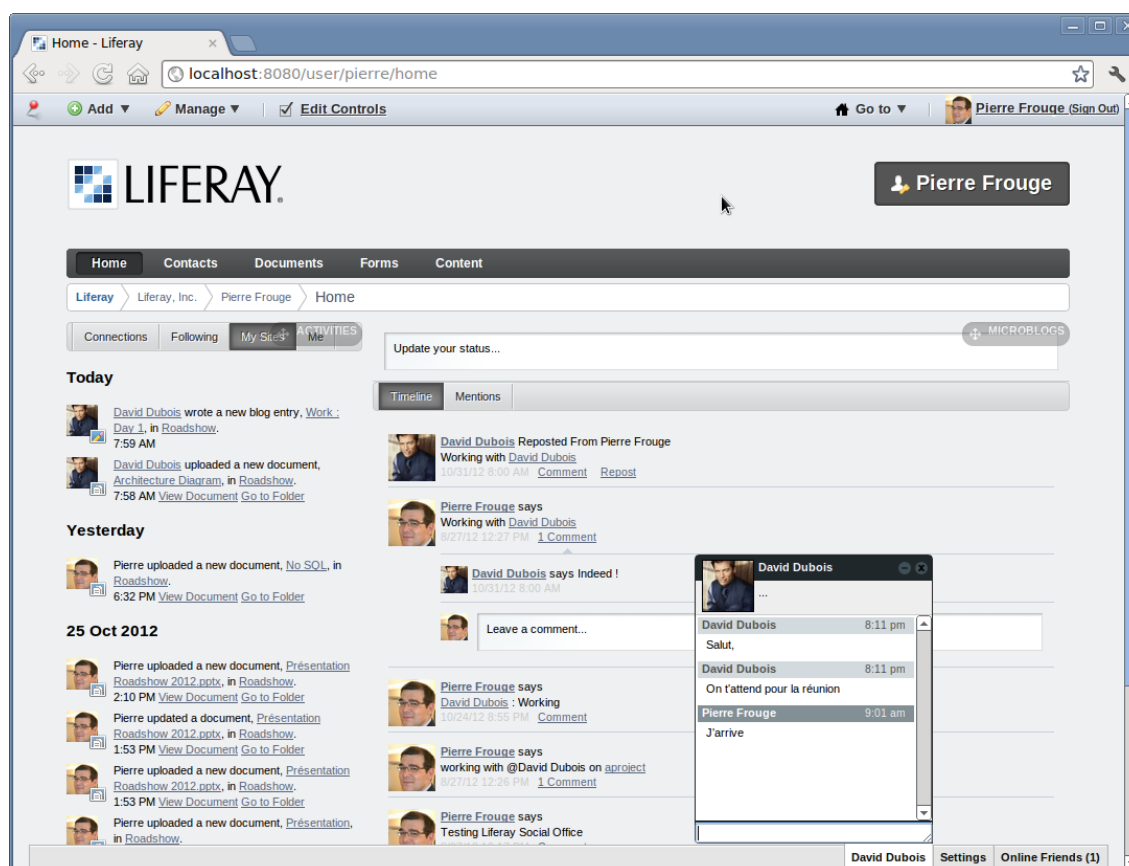 Home - Liferay
localhost:8080/user/pierre/home
Add
Manage
Edit Controls
Go to
Pierre Frouge (Sign Out)
LIFERAY.
Pierre Frouge
Home
Contacts
Documents
Forms
Content
Liferay
Liferay, Inc.
Pierre Frouge
Home
Connections
Following
My Sites
Me
ACTIVITIES
MICROBLOGS
Today
David Dubois wrote a new blog entry, Work :
Day 1, in Roadshow.
7:59 AM
David Dubois uploaded a new document,
Architecture Diagram, in Roadshow.
7:58 AM View Document Go to Folder
Yesterday
Pierre uploaded a new document, No SQL, in
Roadshow.
6:32 PM View Document Go to Folder
25 Oct 2012
Pierre uploaded a new document, Présentation
Roadshow 2012.pptx, in Roadshow.
2:10 PM View Document Go to Folder
Pierre updated a document, Présentation
Roadshow 2012.pptx, in Roadshow.
1:53 PM View Document Go to Folder
Pierre uploaded a new document, Présentation
Roadshow 2012.pptx, in Roadshow.
1:53 PM View Document Go to Folder
Pierre uploaded a new document, Présentation,
in Roadshow.
Update your status...
Timeline
Mentions
David Dubois Reposted From Pierre Frouge
Working with David Dubois
10/31/12 8:00 AM Comment Repost
Pierre Frouge says
Working with David Dubois
8/27/12 12:27 PM 1 Comment
David Dubois says Indeed !
10/31/12 8:00 AM
Leave a comment...
Pierre Frouge says
David Dubois : Working
10/24/12 8:55 PM Comment
Pierre Frouge says
working with @David Dubois on aproject
8/27/12 12:26 PM 1 Comment
Pierre Frouge says
Testing Liferay Social Office
David Dubois
...
David Dubois 8:11 pm
Salut,
David Dubois 8:11 pm
On t'attend pour la réunion
Pierre Frouge 9:01 am
J'arrive
David Dubois
Settings
Online Friends (1)